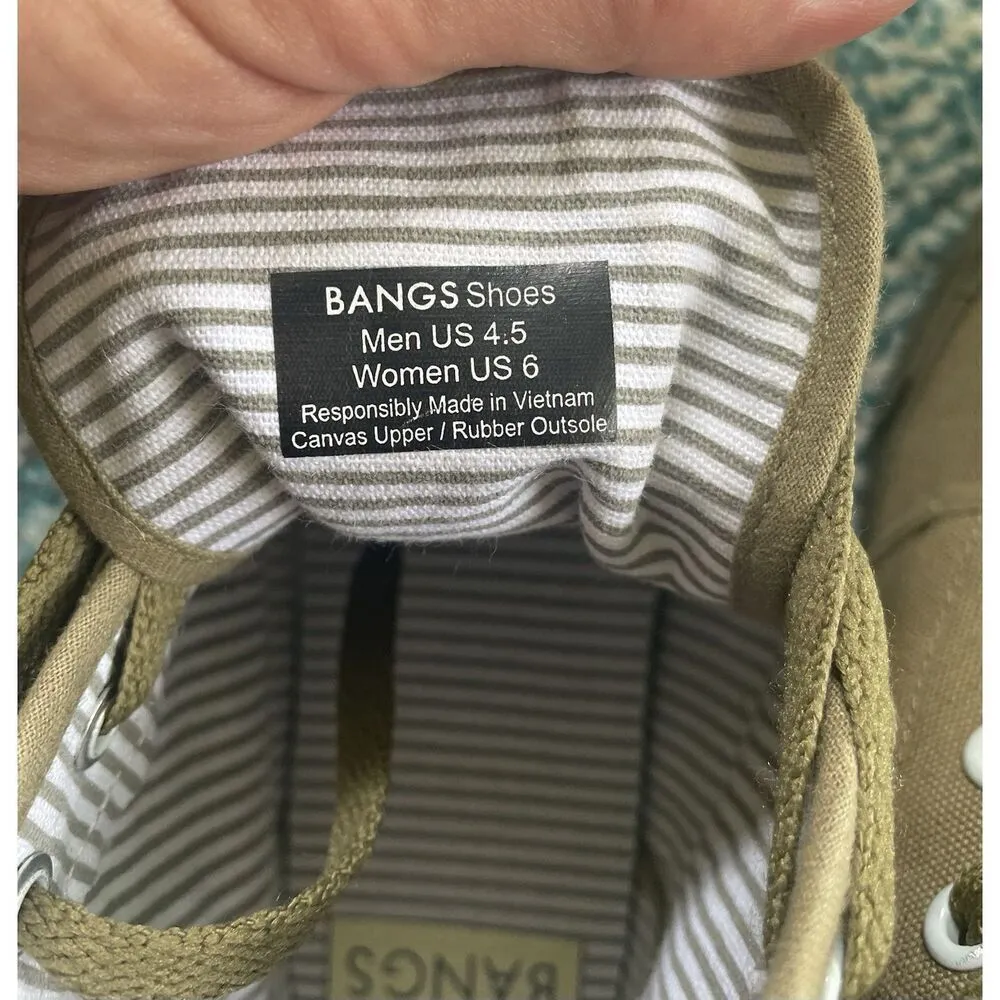 BANGS Shoes
Men US 4.5
Women US 6
Responsibly Made in Vietnam
Canvas Upper / Rubber Outsole
BANGS